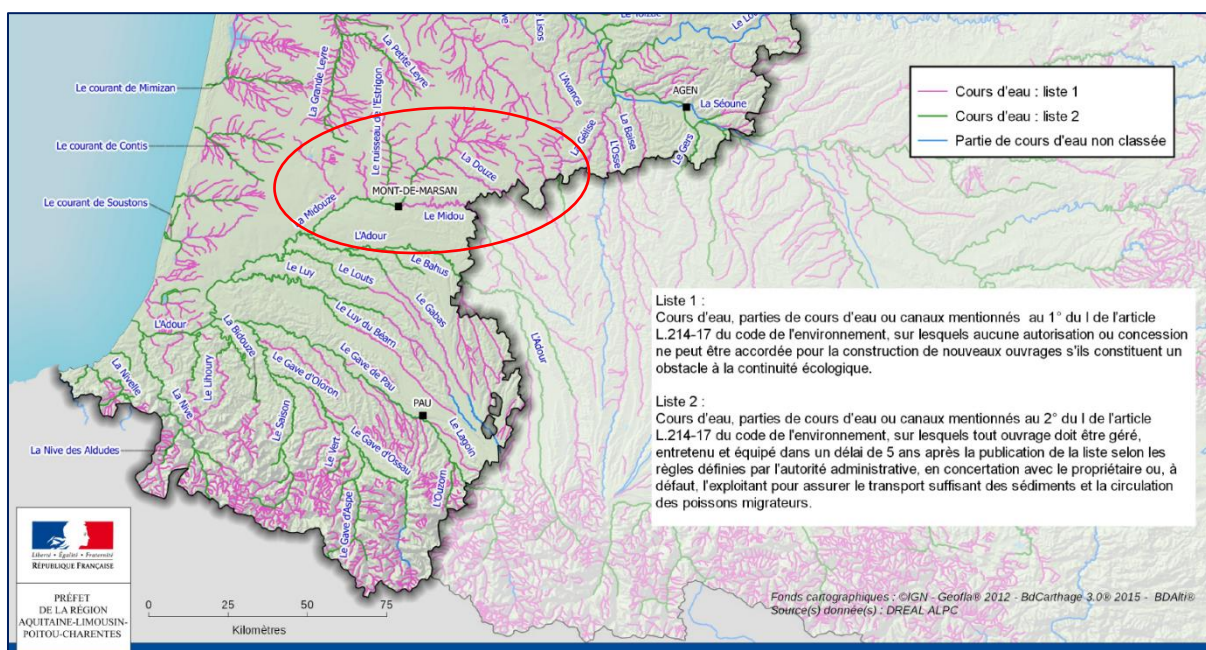 Le Lisos
Le Tolzac
La Petite Leyre
La Grande Leyre
Le courant de Mimizan
Le ruisseau de l'Estrigon
L'Avance
AGEN
La Séoune
La Gélise
La Baïse
L'Osse
Le Gers
Le courant de Contis
La Douze
MONT-DE-MARSAN
La Midouze
Le Midou
Le courant de Soustons
L'Adour
Le Bahus
Le Luy
Le Louts
Le Gabas
Le Luy du Béarn
L'Adour
L'Adour
La Bidouze
Le Gave de Pau
Le Gave d'Oloron
La Nivelle
La Nive
Le Lihoury
Le Saison
PAU
Le Lagoin
Le Vert
Le Gave d'Ossau
L'Ouzom
La Nive des Aldudes
Le Gave d'Aspe
Cours d'eau : liste 1
Cours d'eau : liste 2
Partie de cours d'eau non classée
Liste 1 :
Cours d'eau, parties de cours d'eau ou canaux mentionnés au 1° du I de l'article
L.214-17 du code de l'environnement, sur lesquels aucune autorisation ou concession
ne peut être accordée pour la construction de nouveaux ouvrages s'ils constituent un
obstacle à la continuité écologique.
Liste 2 :
Cours d'eau, parties de cours d'eau ou canaux mentionnés au 2° du I de l'article
L.214-17 du code de l'environnement, sur lesquels tout ouvrage doit être géré,
entretenu et équipé dans un délai de 5 ans après la publication de la liste selon les
règles définies par l'autorité administrative, en concertation avec le propriétaire ou, à
défaut, l'exploitant pour assurer le transport suffisant des sédiments et la circulation
des poissons migrateurs.
Liberté • Égalité • Fraternité
RÉPUBLIQUE FRANÇAISE
PRÉFET
DE LA RÉGION
AQUITAINE-LIMOUSIN-
POITOU-CHARENTES
0 25 50 75
Kilomètres
Fonds cartographiques : ©IGN - Geofla® 2012 - BdCarthage 3.0® 2015 - BDAlti®
Source(s) donnée(s) : DREAL ALPC